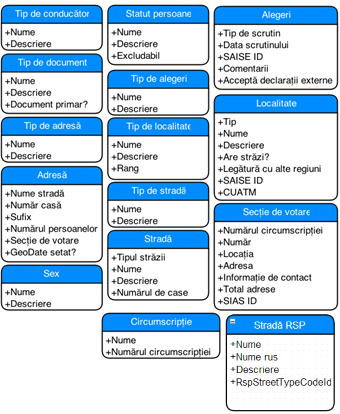 Tip de conducător
+Nume
+Descriere
Tip de document
+Nume
+Descriere
+Document primar?
Tip de adresă
+Nume
+Descriere
Adresă
+Nume stradă
+Număr casă
+Sufix
+Numărul persoanelor
+Secție de votare
+GeoDate setat?
Sex
+Nume
+Descriere
Statut persoane
+Nume
+Descriere
+Excludabil
Tip de alegeri
+Nume
+Descriere
Tip de localitate
+Nume
+Descriere
+Rang
Tip de stradă
+Nume
+Descriere
Stradă
+Tipul străzii
+Nume
+Descriere
+Numărul de case
Circumscripție
+Nume
+Numărul circumscripției
Alegeri
+Tip de scrutin
+Data scrutinului
+SAISE ID
+Comentarii
+Acceptă declarații externe
Localitate
+Tip
+Nume
+Descriere
+Are străzi?
+Legătură cu alte regiuni
+SAISE ID
+CUATM
Secție de votare
+Numărul circumscripției
+Număr
+Locația
+Adresa
+Informație de contact
+Total adrese
+SIAS ID
Stradă RSP
+Nume
+Nume rus
+Descriere
+RspStreetTypeCodeId